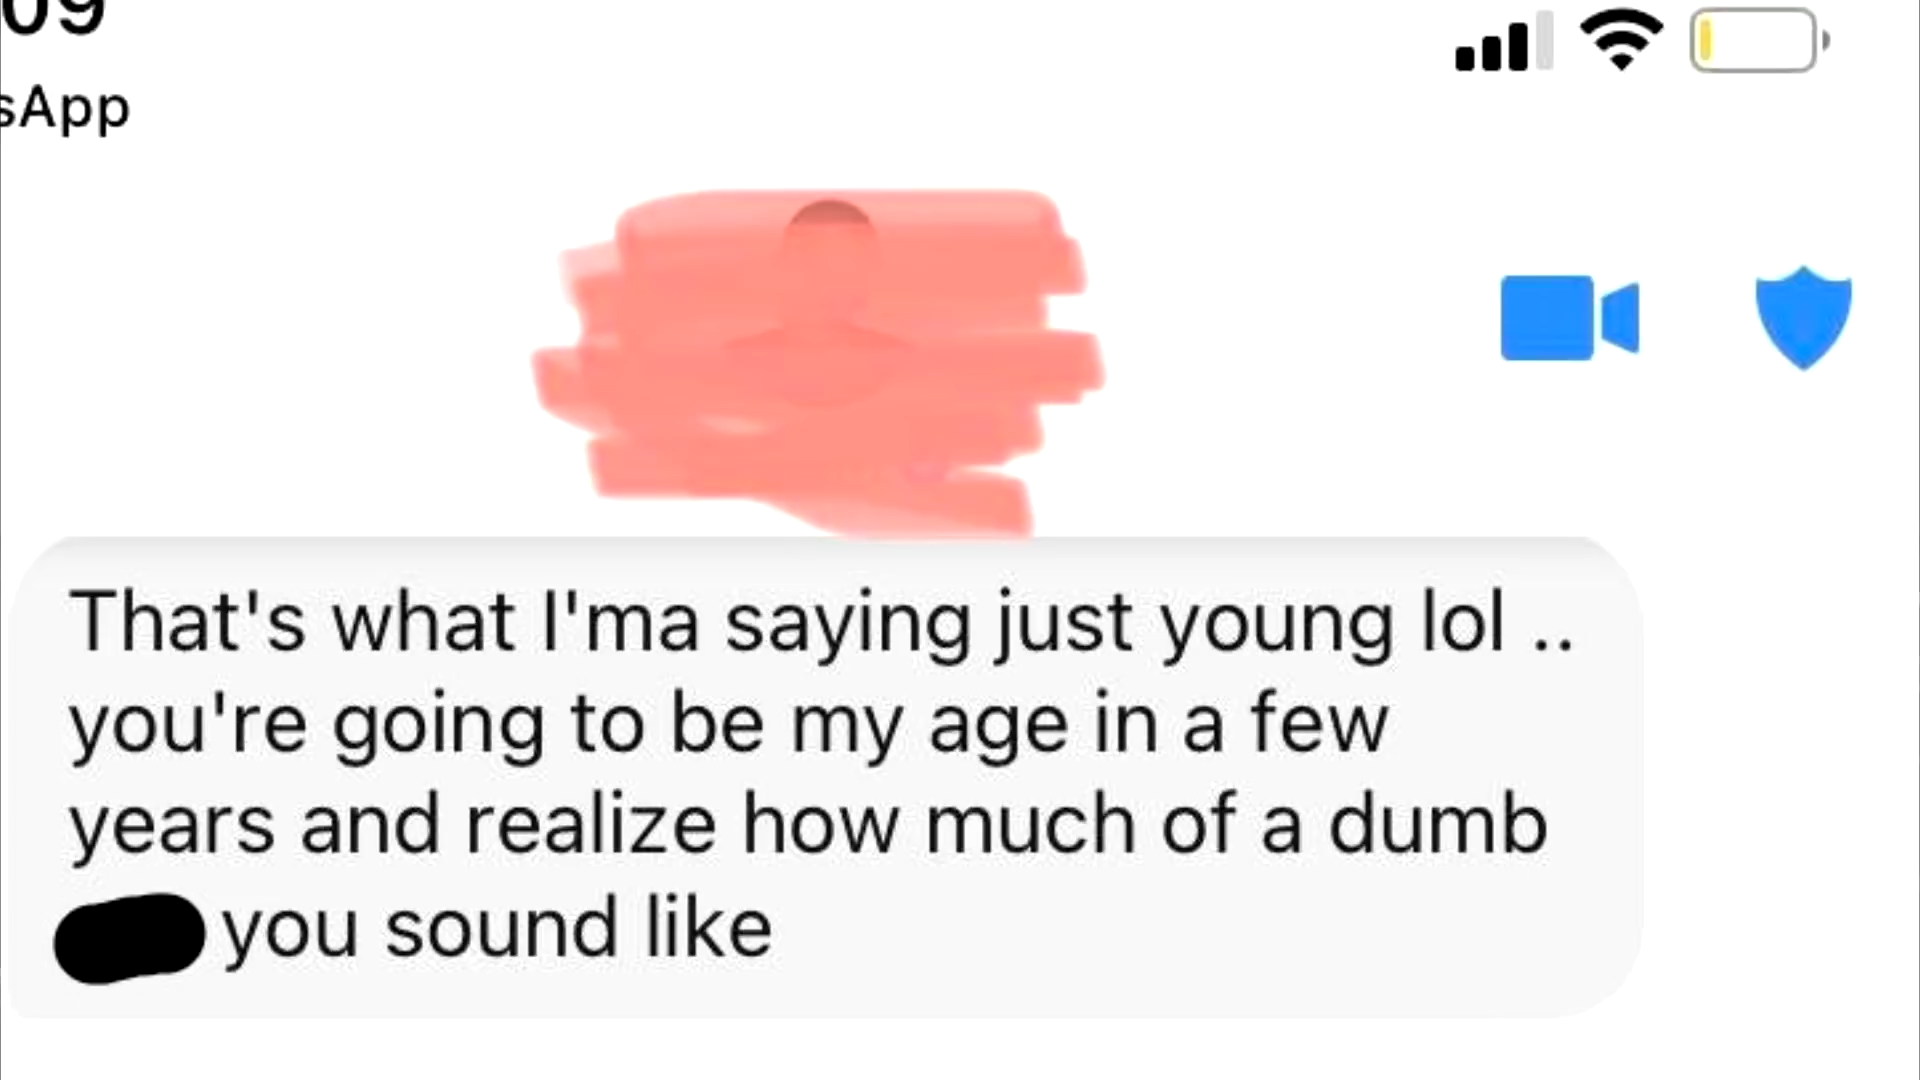 09
sApp
That's what I'ma saying just young lol ..
you're going to be my age in a few
years and realize how much of a dumb
you sound like